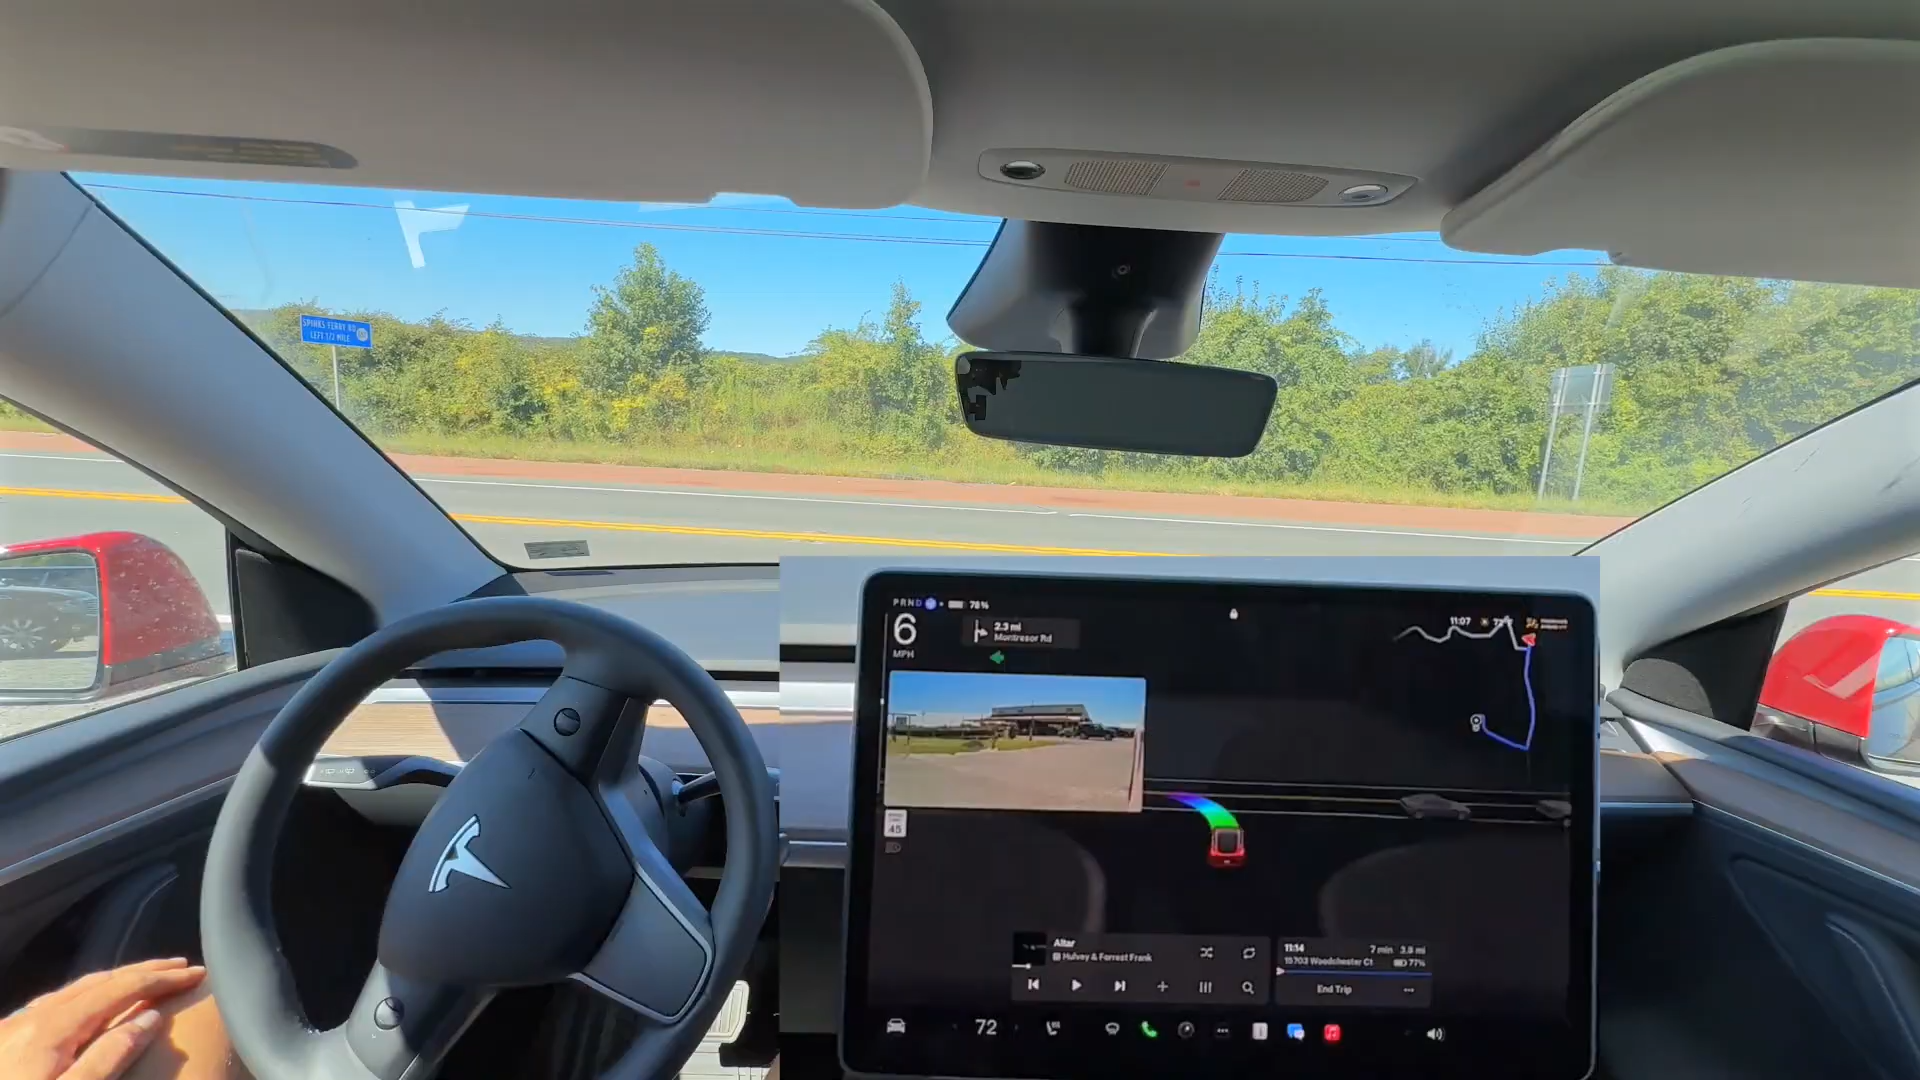 SPINKS FERRY RD
LEFT 1/2 MILE
PRND
78%
6
MPH
2.3 mi
Montresor Rd
11:07
45
Altar
Hulvey & Forrest Frank
11:14
7 min
3.8 mi
15703 Woodchester Ct
77%
End Trip
72